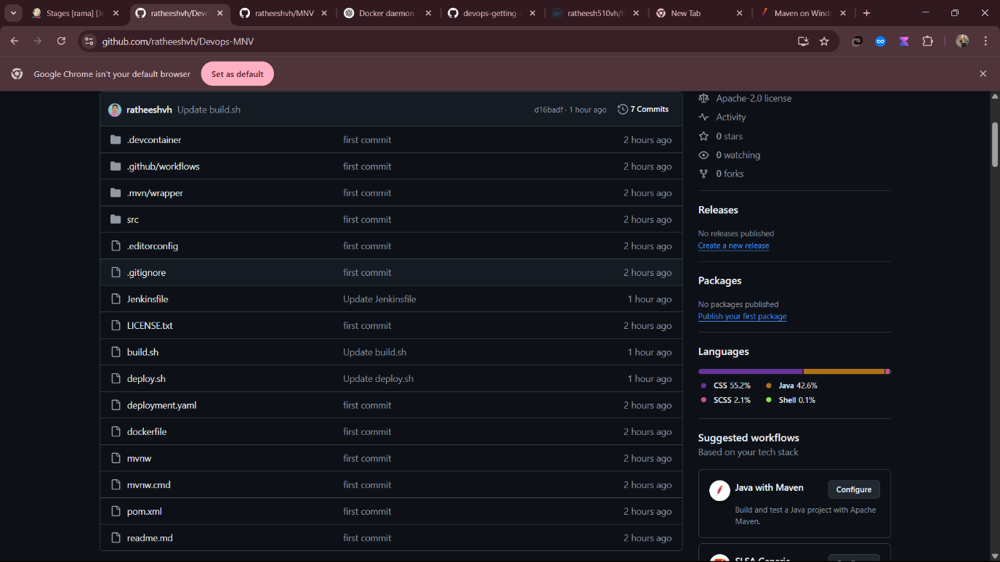 Stages [rama] [Je
ratheeshvh/Devo
ratheeshvh/MNV
Docker daemon
devops-getting-s
ratheesh510vh/t
New Tab
Maven on Windo
github.com/ratheeshvh/Devops-MNV
Google Chrome isn't your default browser
Set as default
ratheeshvh Update build.sh d16badf · 1 hour ago 7 Commits
.devcontainer first commit 2 hours ago
.github/workflows first commit 2 hours ago
.mvn/wrapper first commit 2 hours ago
src first commit 2 hours ago
.editorconfig first commit 2 hours ago
.gitignore first commit 2 hours ago
Jenkinsfile Update Jenkinsfile 1 hour ago
LICENSE.txt first commit 2 hours ago
build.sh Update build.sh 1 hour ago
deploy.sh Update deploy.sh 1 hour ago
deployment.yaml first commit 2 hours ago
dockerfile first commit 2 hours ago
mvnw first commit 2 hours ago
mvnw.cmd first commit 2 hours ago
pom.xml first commit 2 hours ago
readme.md first commit 2 hours ago
Apache-2.0 license
Activity
0 stars
0 watching
0 forks
Releases
No releases published
Create a new release
Packages
No packages published
Publish your first package
Languages
CSS 55.2% Java 42.6%
SCSS 2.1% Shell 0.1%
Suggested workflows
Based on your tech stack
Java with Maven
Configure
Build and test a Java project with Apache
Maven.
SLSA Generic